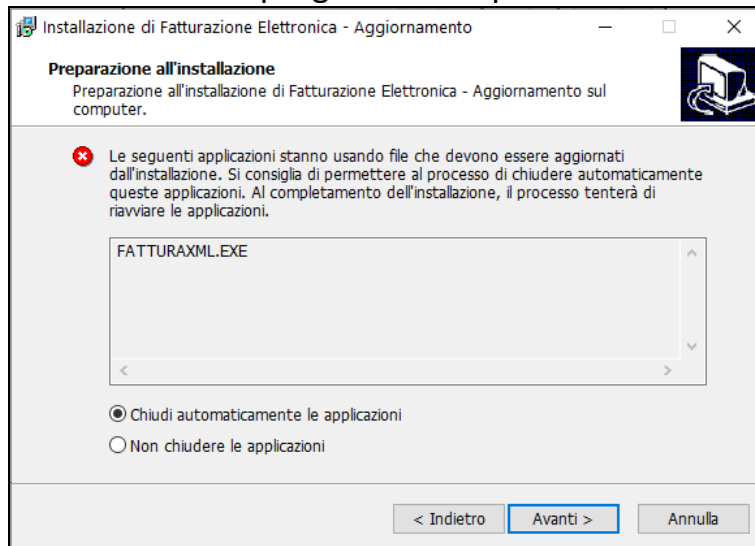 Installazione di Fatturazione Elettronica - Aggiornamento
Preparazione all'installazione
Preparazione all'installazione di Fatturazione Elettronica - Aggiornamento sul
computer.
Le seguenti applicazioni stanno usando file che devono essere aggiornati
dall'installazione. Si consiglia di permettere al processo di chiudere automaticamente
queste applicazioni. Al completamento dell'installazione, il processo tenterà di
riavviare le applicazioni.
FATTURAXML.EXE
Chiudi automaticamente le applicazioni
Non chiudere le applicazioni
< Indietro
Avanti >
Annulla